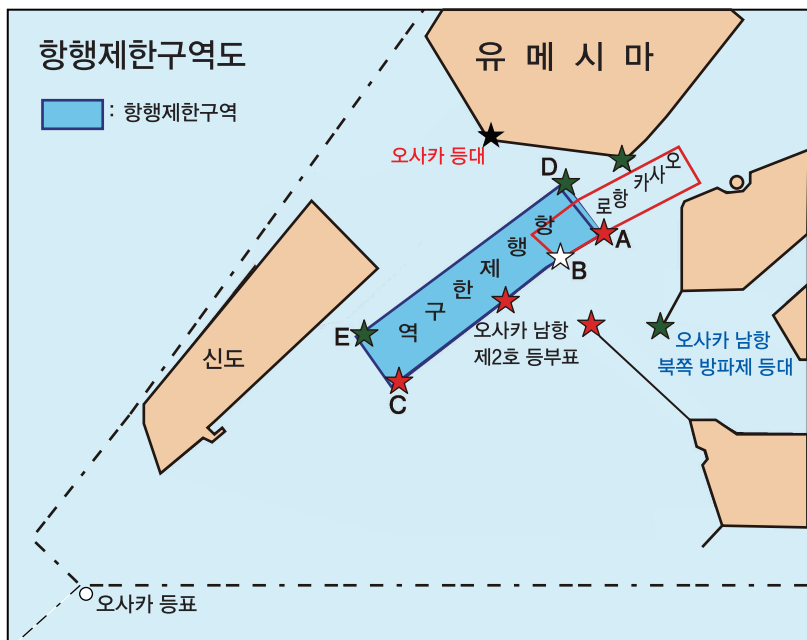 항행제한구역도
: 항행제한구역
유메시마
오사카 등대
D
오사카항로
A
B
항행제한구역
E
C
오사카 남항
제2호 등부표
오사카 남항
북쪽 방파제 등대
신도
오사카 등표